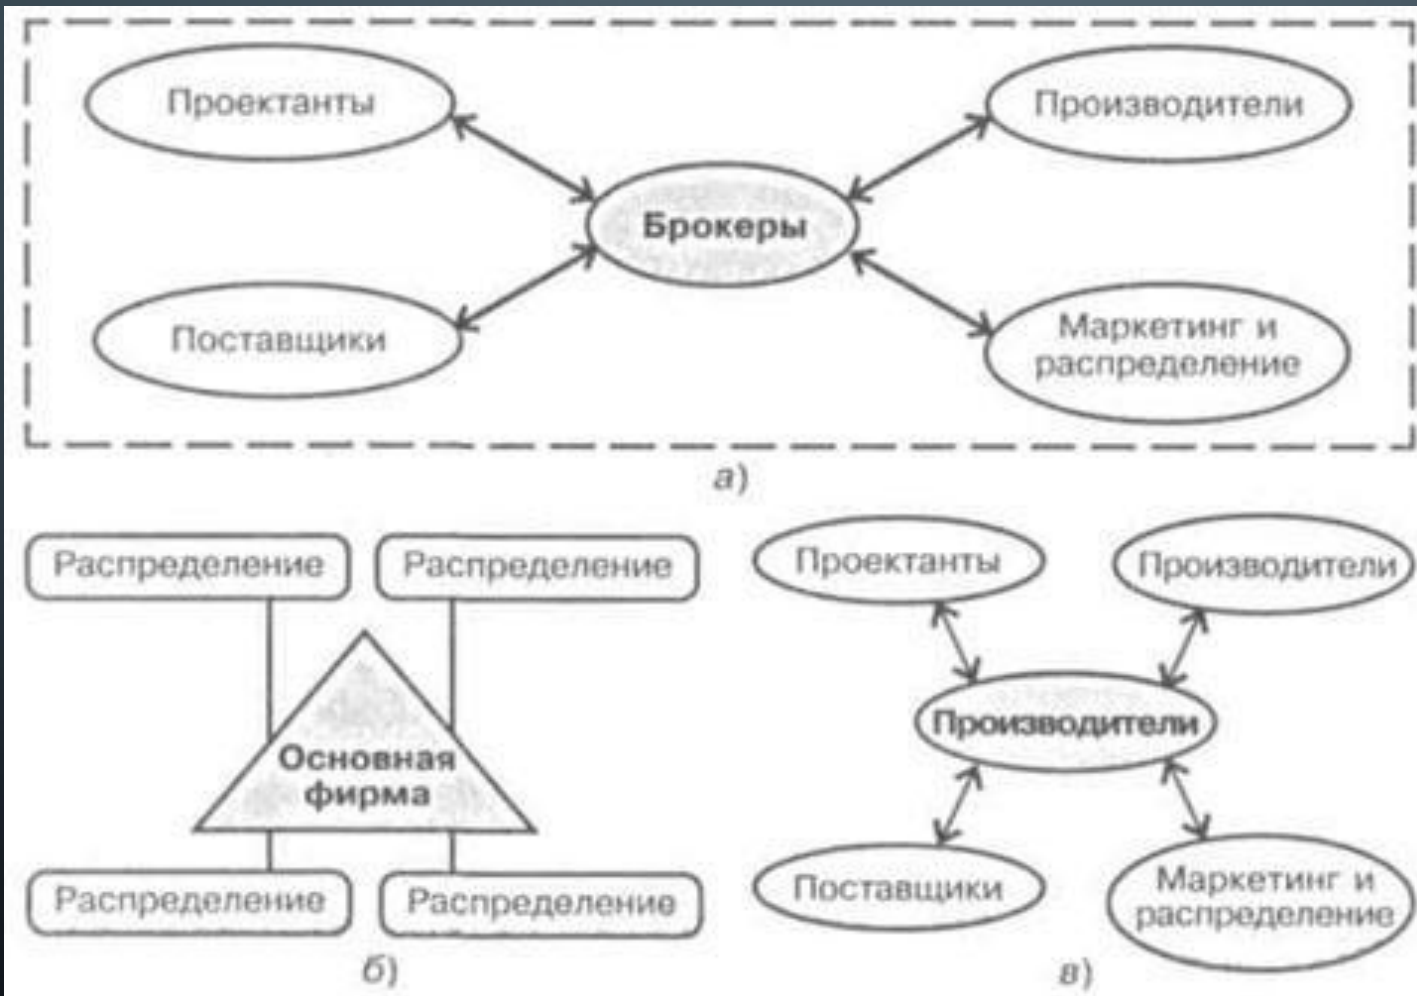 Проектанты
Производители
Брокеры
Поставщики
Маркетинг и
распределение
а)
Распределение
Распределение
Основная
фирма
Распределение
Распределение
б)
Проектанты
Производители
Производители
Поставщики
Маркетинг и
распределение
в)